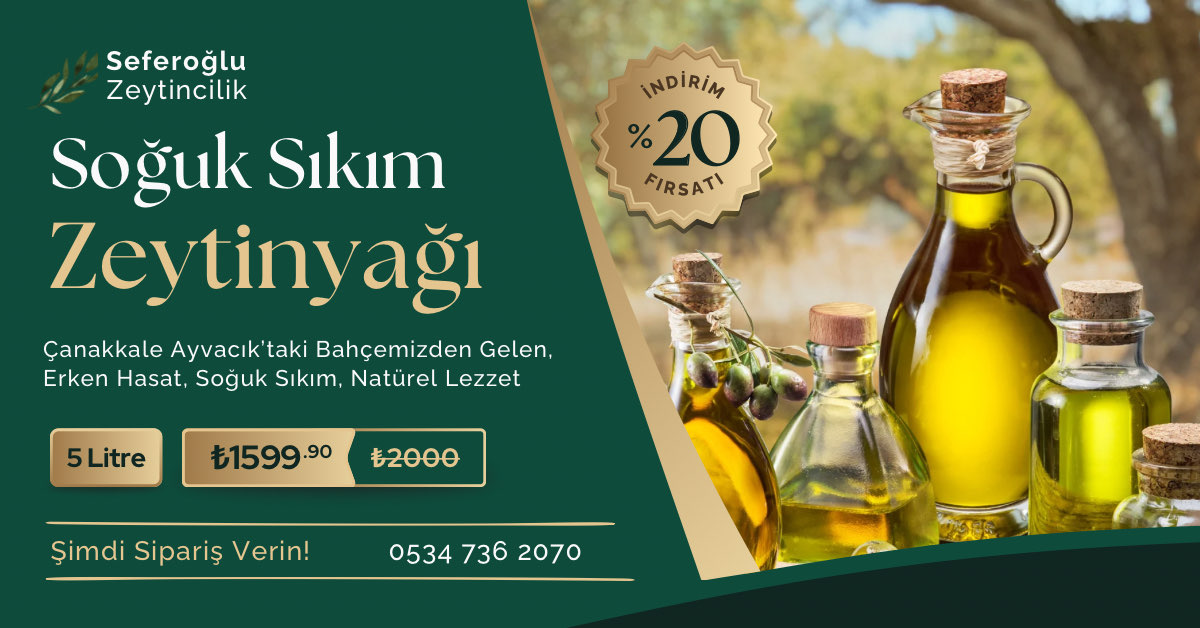 Seferoğlu
Zeytincilik
Soğuk Sıkım
Zeytinyağı
Çanakkale Ayvacık’taki Bahçemizden Gelen,
Erken Hasat, Soğuk Sıkım, Natürel Lezzet
5 Litre
₺1599.90
₺2000
Şimdi Sipariş Verin!
0534 736 2070
İNDİRİM
%20
FIRSATI